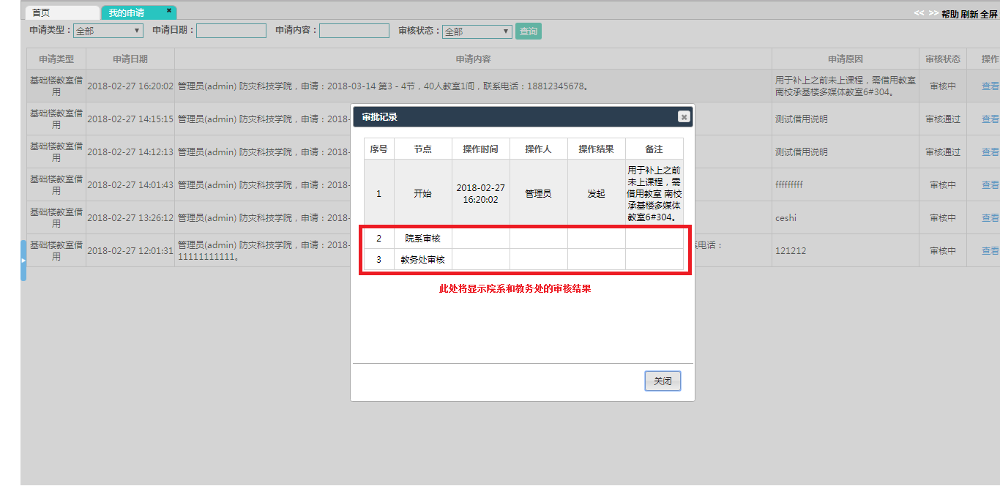 首页
我的申请
<< >> 帮助 刷新 全屏
申请类型： 全部 申请日期： 申请内容： 审核状态： 全部 查询
申请类型 申请日期 申请内容 申请原因 审核状态 操作
基础楼教室借
用
2018-02-27 16:20:02 管理员(admin) 防灾科技学院，申请：2018-03-14 第3－4节，40人教室1间，联系电话：18812345678。
用于补上之前未上课程，需借用教室
南校承基楼多媒体教室6#304。
审核中 查看
基础楼教室借
用
2018-02-27 14:15:15 管理员(admin) 防灾科技学院，申请：2018- 测试借用说明 审核通过 查看
基础楼教室借
用
2018-02-27 14:12:13 管理员(admin) 防灾科技学院，申请：2018- 测试借用说明 审核通过 查看
基础楼教室借
用
2018-02-27 14:01:43 管理员(admin) 防灾科技学院，申请：2018- fffffffff 审核中 查看
基础楼教室借
用
2018-02-27 13:26:12 管理员(admin) 防灾科技学院，申请：2018- ceshi 审核中 查看
基础楼教室借
用
2018-02-27 12:01:31 管理员(admin) 防灾科技学院，申请：2018- 电话：
11111111111。
121212 审核中 查看
审批记录
序号 节点 操作时间 操作人 操作结果 备注
1 开始 2018-02-27
16:20:02
管理员 发起
用于补上之前
未上课程，需
借用教室 南校
承基楼多媒体
教室6#304。
2 院系审核
3 教务处审核
此处将显示院系和教务处的审核结果
关闭